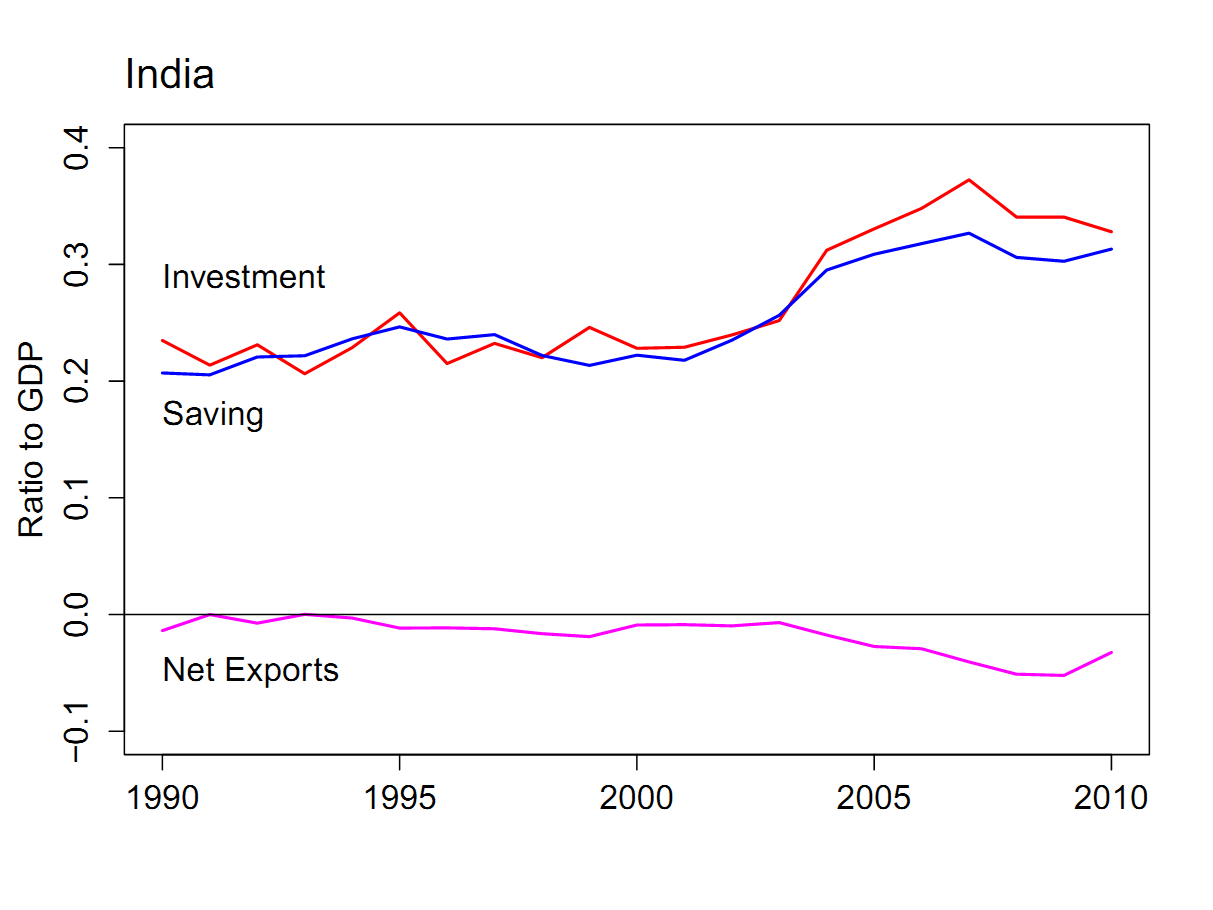 India
Ratio to GDP
0.4
0.3
0.2
0.1
0.0
−0.1
Investment
Saving
Net Exports
1990 1995 2000 2005 2010